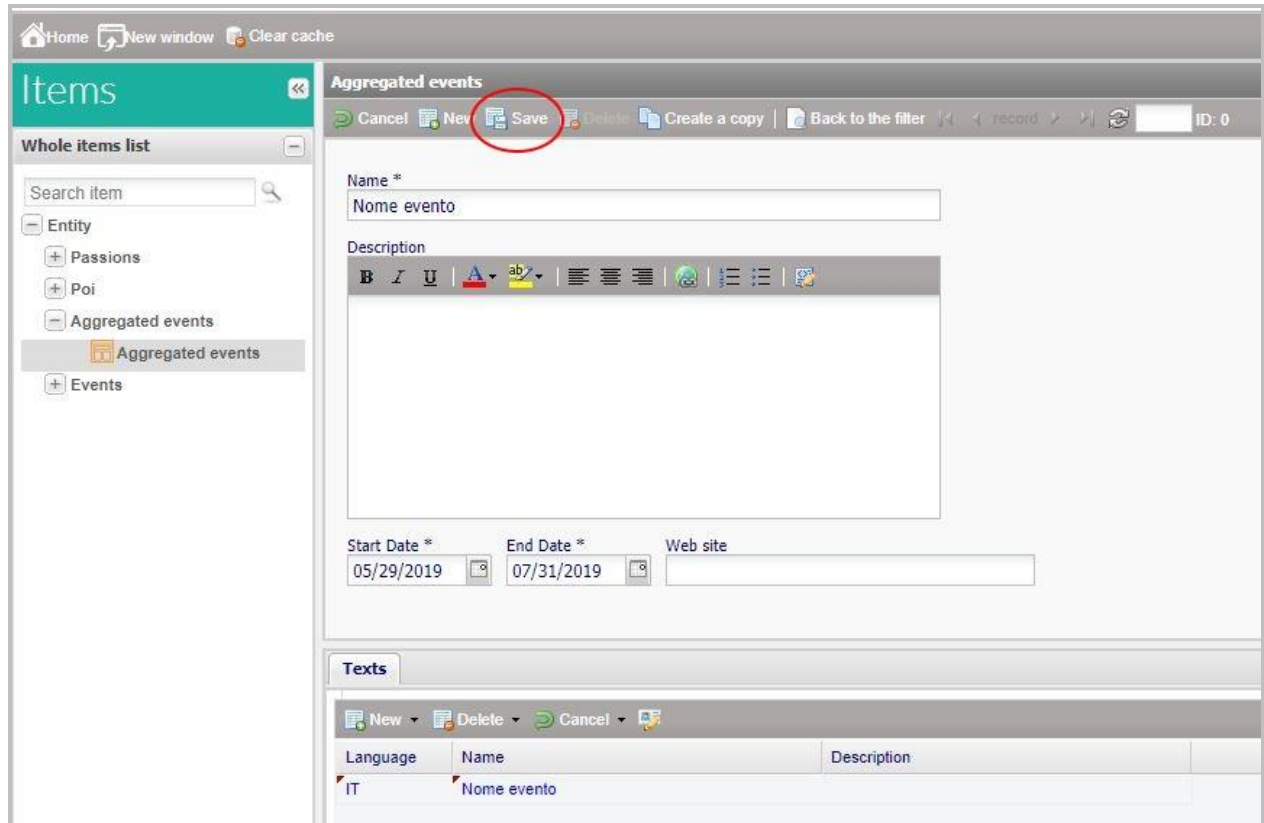 Home New window Clear cache
Items
Aggregated events
Cancel New Save Delete Create a copy | Back to the filter record ID: 0
Whole items list
Search item
Entity
Passions
Poi
Aggregated events
Aggregated events
Events
Name *
Nome evento
Description
B I U A ab
Start Date * End Date * Web site
05/29/2019 07/31/2019
Texts
New Delete Cancel
Language Name Description
IT Nome evento